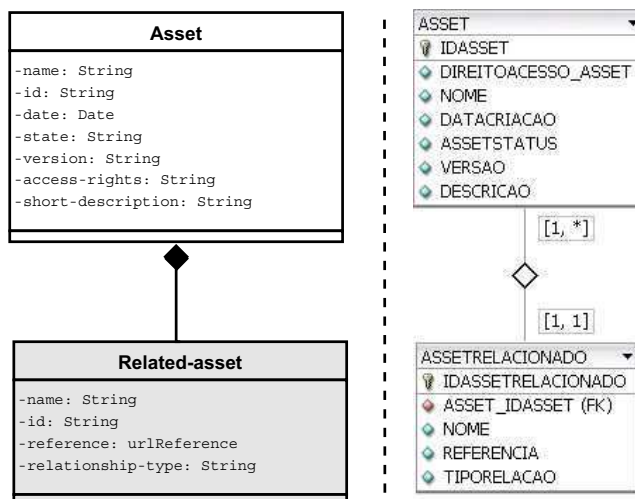 Asset
-name: String
-id: String
-date: Date
-state: String
-version: String
-access-rights: String
-short-description: String
Related-asset
-name: String
-id: String
-reference: urlReference
-relationship-type: String
ASSET
IDASSET
DIREITOACESSO_ASSET
NOME
DATACRIACAO
ASSETSTATUS
VERSAO
DESCRICAO
[1, *]
[1, 1]
ASSETRELACIONADO
IDASSETRELACIONADO
ASSET_IDASSET (FK)
NOME
REFERENCIA
TIPORELACAO